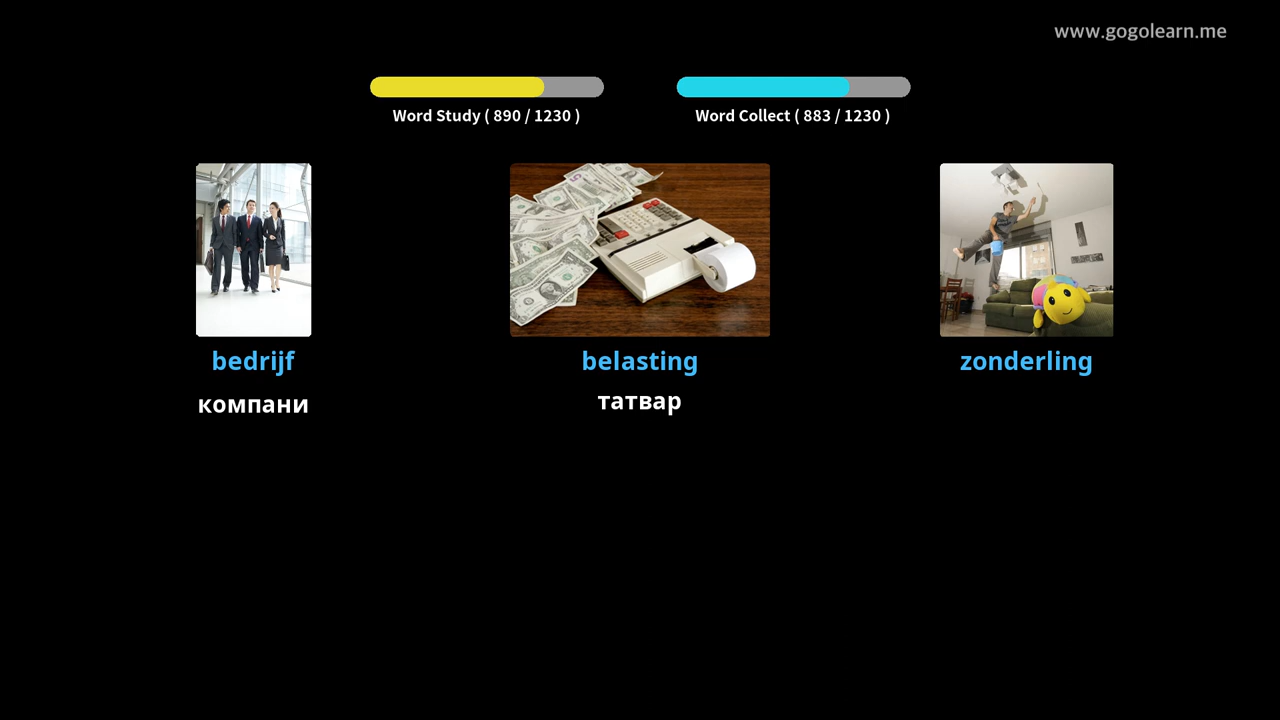 www.gogolearn.me
Word Study ( 890 / 1230 )
Word Collect ( 883 / 1230 )
bedrijf
belasting
zonderling
компани
татвар